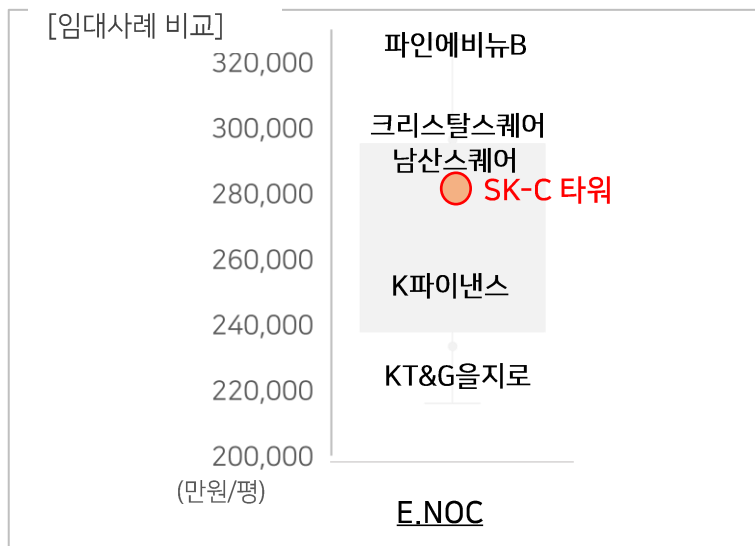 [임대사례 비교]
320,000
파인에비뉴B
300,000
크리스탈스퀘어
남산스퀘어
280,000
SK-C 타워
260,000
K파이낸스
240,000
KT&G을지로
220,000
200,000
(만원/평)
E.NOC